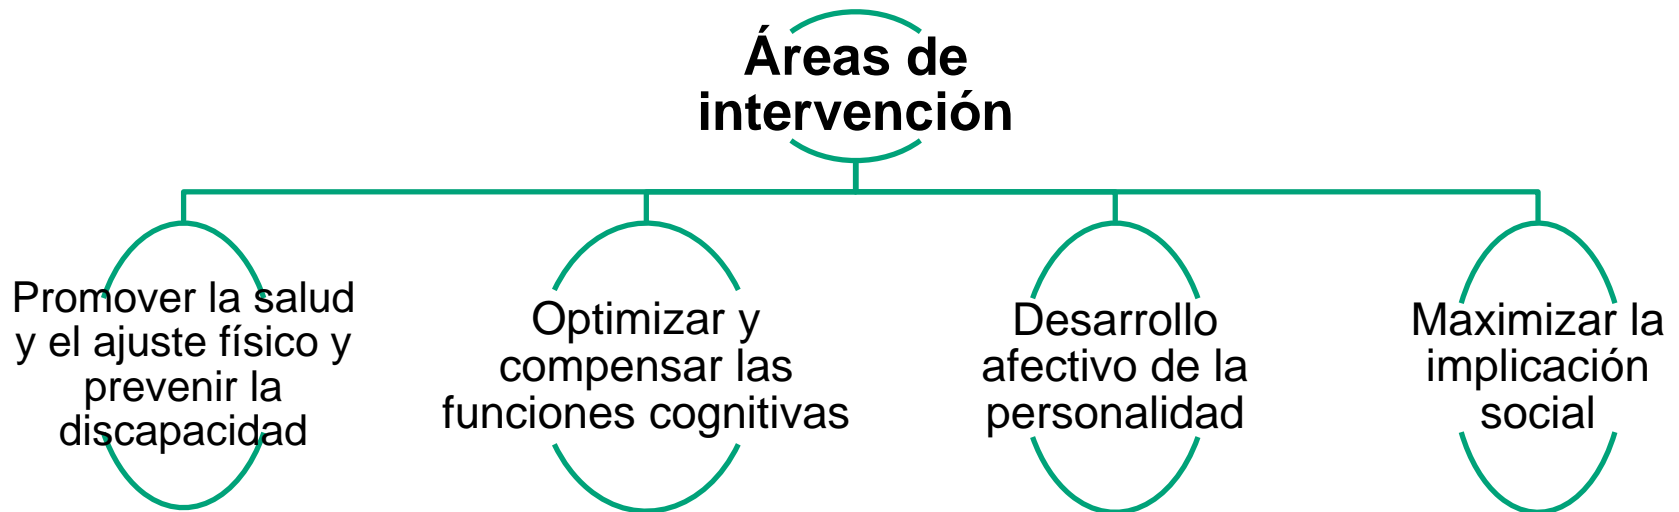 Áreas de
intervención
Promover la salud
y el ajuste físico y
prevenir la
discapacidad
Optimizar y
compensar las
funciones cognitivas
Desarrollo
afectivo de la
personalidad
Maximizar la
implicación
social